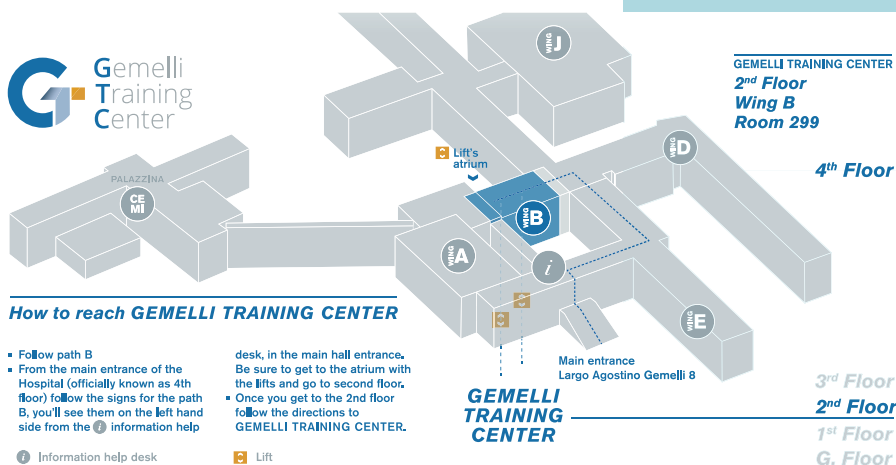 Gemelli
Training
Center
PALAZZINA
CE
MI
WING J
Lift's
atrium
WING D
WING B
WING A
i
WING E
GEMELLI TRAINING CENTER
2nd Floor
Wing B
Room 299
4th Floor
How to reach GEMELLI TRAINING CENTER
Follow path B
From the main entrance of the
Hospital (officially known as 4th
floor) follow the signs for the path
B, you'll see them on the left hand
side from the i information help
desk, in the main hall entrance.
Be sure to get to the atrium with
the lifts and go to second floor.
Once you get to the 2nd floor
follow the directions to
GEMELLI TRAINING CENTER.
i Information help desk
Lift
Main entrance
Largo Agostino Gemelli 8
GEMELLI
TRAINING
CENTER
3rd Floor
2nd Floor
1st Floor
G. Floor